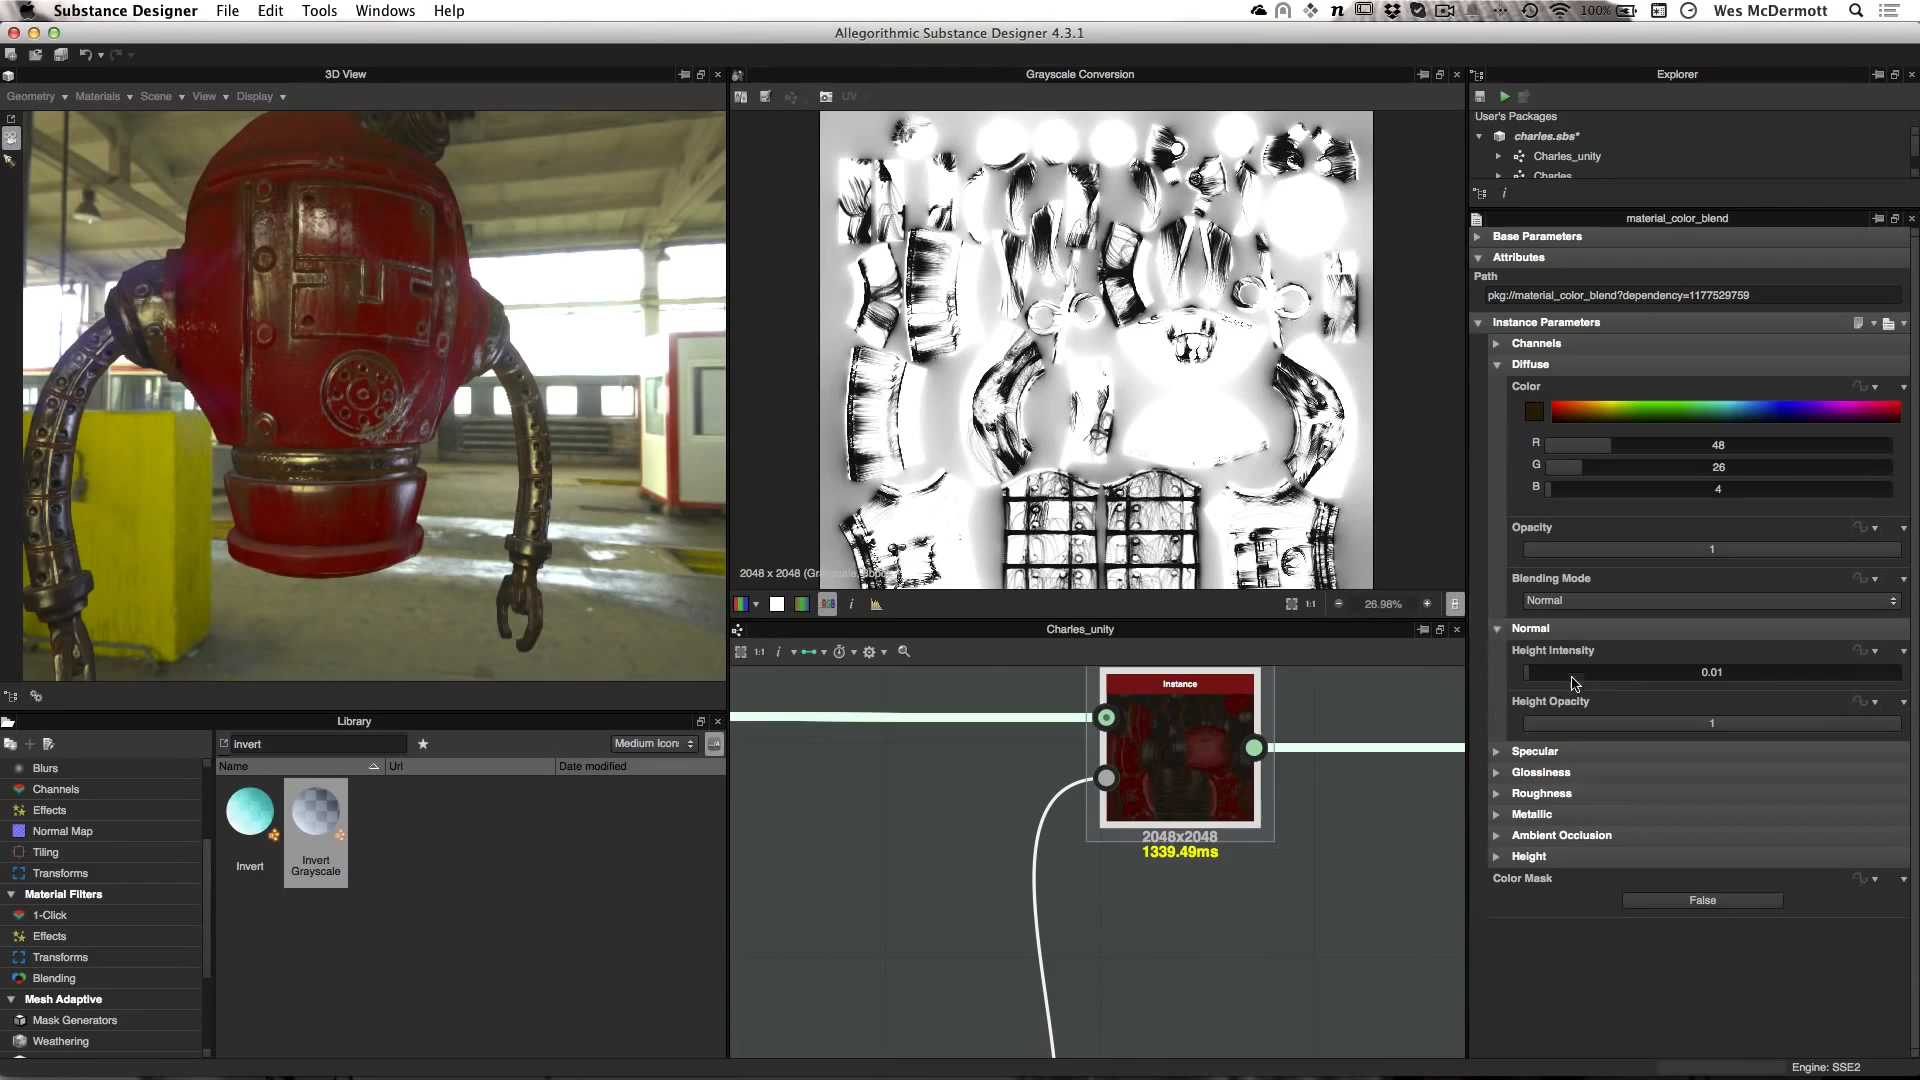 Substance Designer File Edit Tools Windows Help
100%
Wes McDermott
Allegorithmic Substance Designer 4.3.1
3D View
Geometry Materials Scene View Display
Grayscale Conversion
UV
2048 x 2048 (Grayscale,
1:1
26.98%
Explorer
User's Packages
charles.sbs*
Charles_unity
Charles
material_color_blend
Base Parameters
Attributes
Path
pkg://material_color_blend?dependency=1177529759
Instance Parameters
Channels
Diffuse
Color
R 48
G 26
B 4
Opacity
1
Blending Mode
Normal
Normal
Height Intensity
0.01
Height Opacity
1
Specular
Glossiness
Roughness
Metallic
Ambient Occlusion
Height
Color Mask
False
Charles_unity
1:1
Instance
2048x2048
1339.49ms
Library
invert
Medium Icons
Name Url Date modified
Blurs
Channels
Effects
Normal Map
Tiling
Transforms
Material Filters
1-Click
Effects
Transforms
Blending
Mesh Adaptive
Mask Generators
Weathering
Invert
Invert
Grayscale
Engine: SSE2